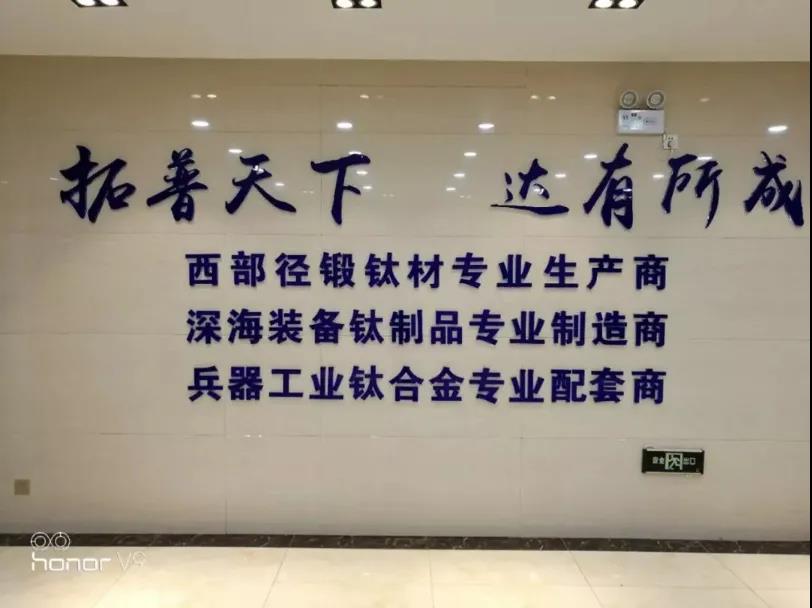 拓普天下 达有所成
西部径锻钛材专业生产商
深海装备钛制品专业制造商
兵器工业钛合金专业配套商
安全出口
honor V9